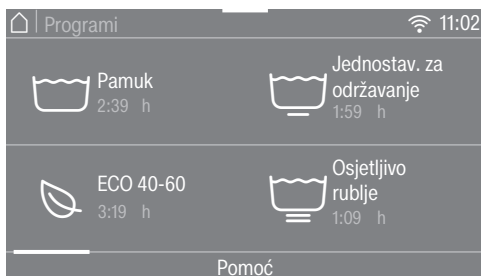 Programi 11:02
Pamuk
2:39 h
Jednostav. za
održavanje
1:59 h
ECO 40-60
3:19 h
Osjetljivo
rublje
1:09 h
Pomoć